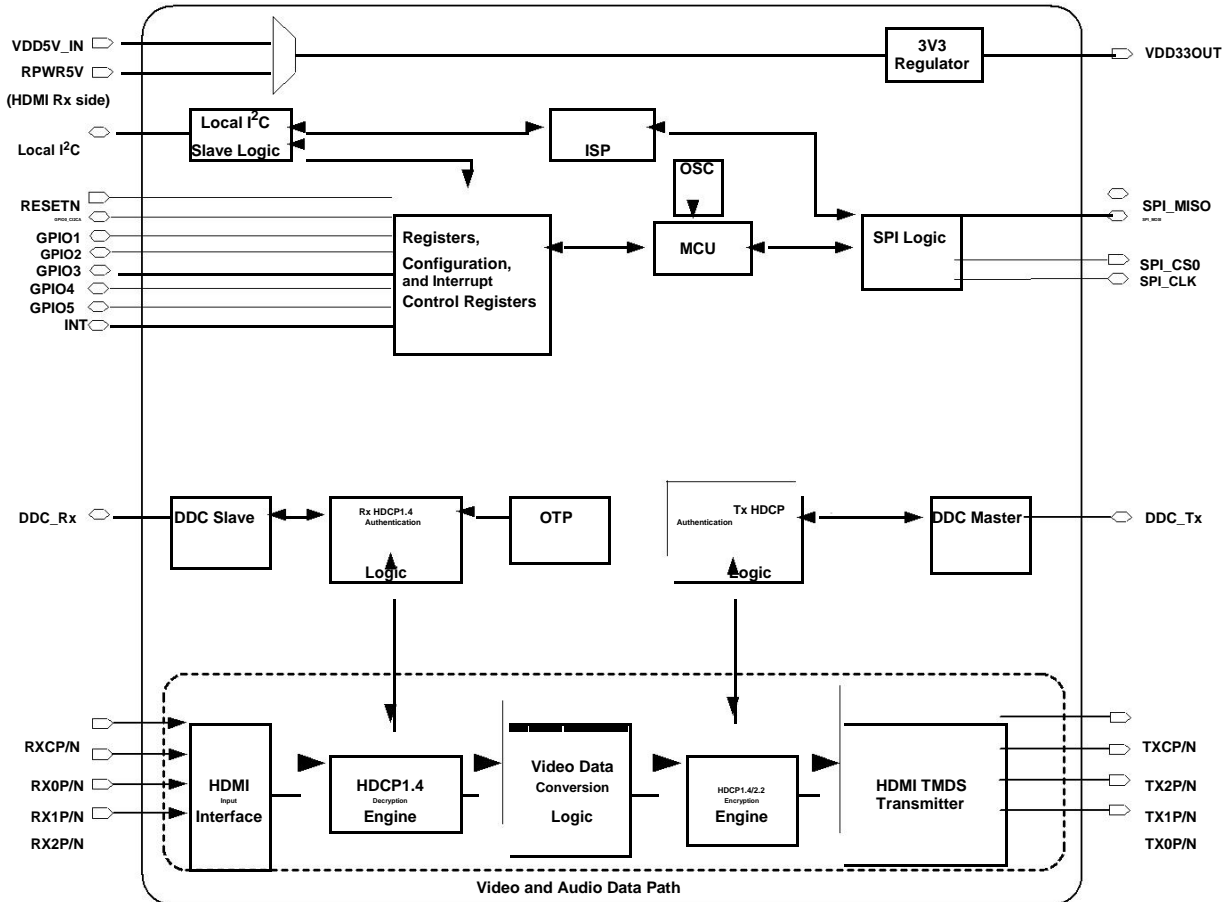 VDD5V_IN
RPWR5V
(HDMI Rx side)
3V3
Regulator
VDD33OUT
Local I2C
Local I2C
Slave Logic
ISP
OSC
MCU
SPI Logic
SPI_MISO
SPI_CS0
SPI_CLK
RESETN
GPIO1
GPIO2
GPIO3
GPIO4
GPIO5
INT
Registers,
Configuration,
and Interrupt
Control Registers
DDC_Rx
DDC Slave
Rx HDCP1.4
Authentication
Logic
OTP
Tx HDCP
Authentication
Logic
DDC Master
DDC_Tx
RXCP/N
RX0P/N
RX1P/N
RX2P/N
HDMI
Input
Interface
HDCP1.4
Decryption
Engine
Video Data
Conversion
Logic
HDCP1.4/2.2
Encryption
Engine
HDMI TMDS
Transmitter
TXCP/N
TX2P/N
TX1P/N
TX0P/N
Video and Audio Data Path